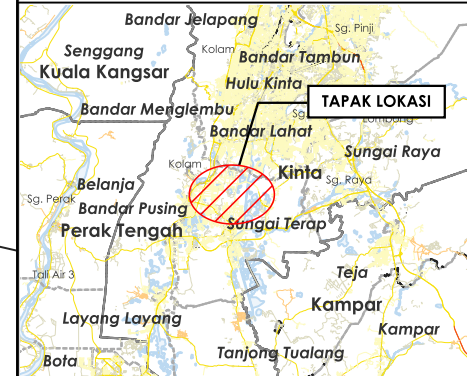 Bandar Jelapang
Sg. Pinji
Senggang
Kolam
Bandar Tambun
Kuala Kangsar
Hulu Kinta
TAPAK LOKASI
Bandar Menglembu
Bandar Lahat
Sungai Raya
Kolam
Kinta
Sg. Raya
Belanja
Sg. Perak
Bandar Pusing
Sungai Terap
Perak Tengah
Tali Air 3
Teja
Kampar
Layang Layang
Kampar
Tanjong Tualang
Bota